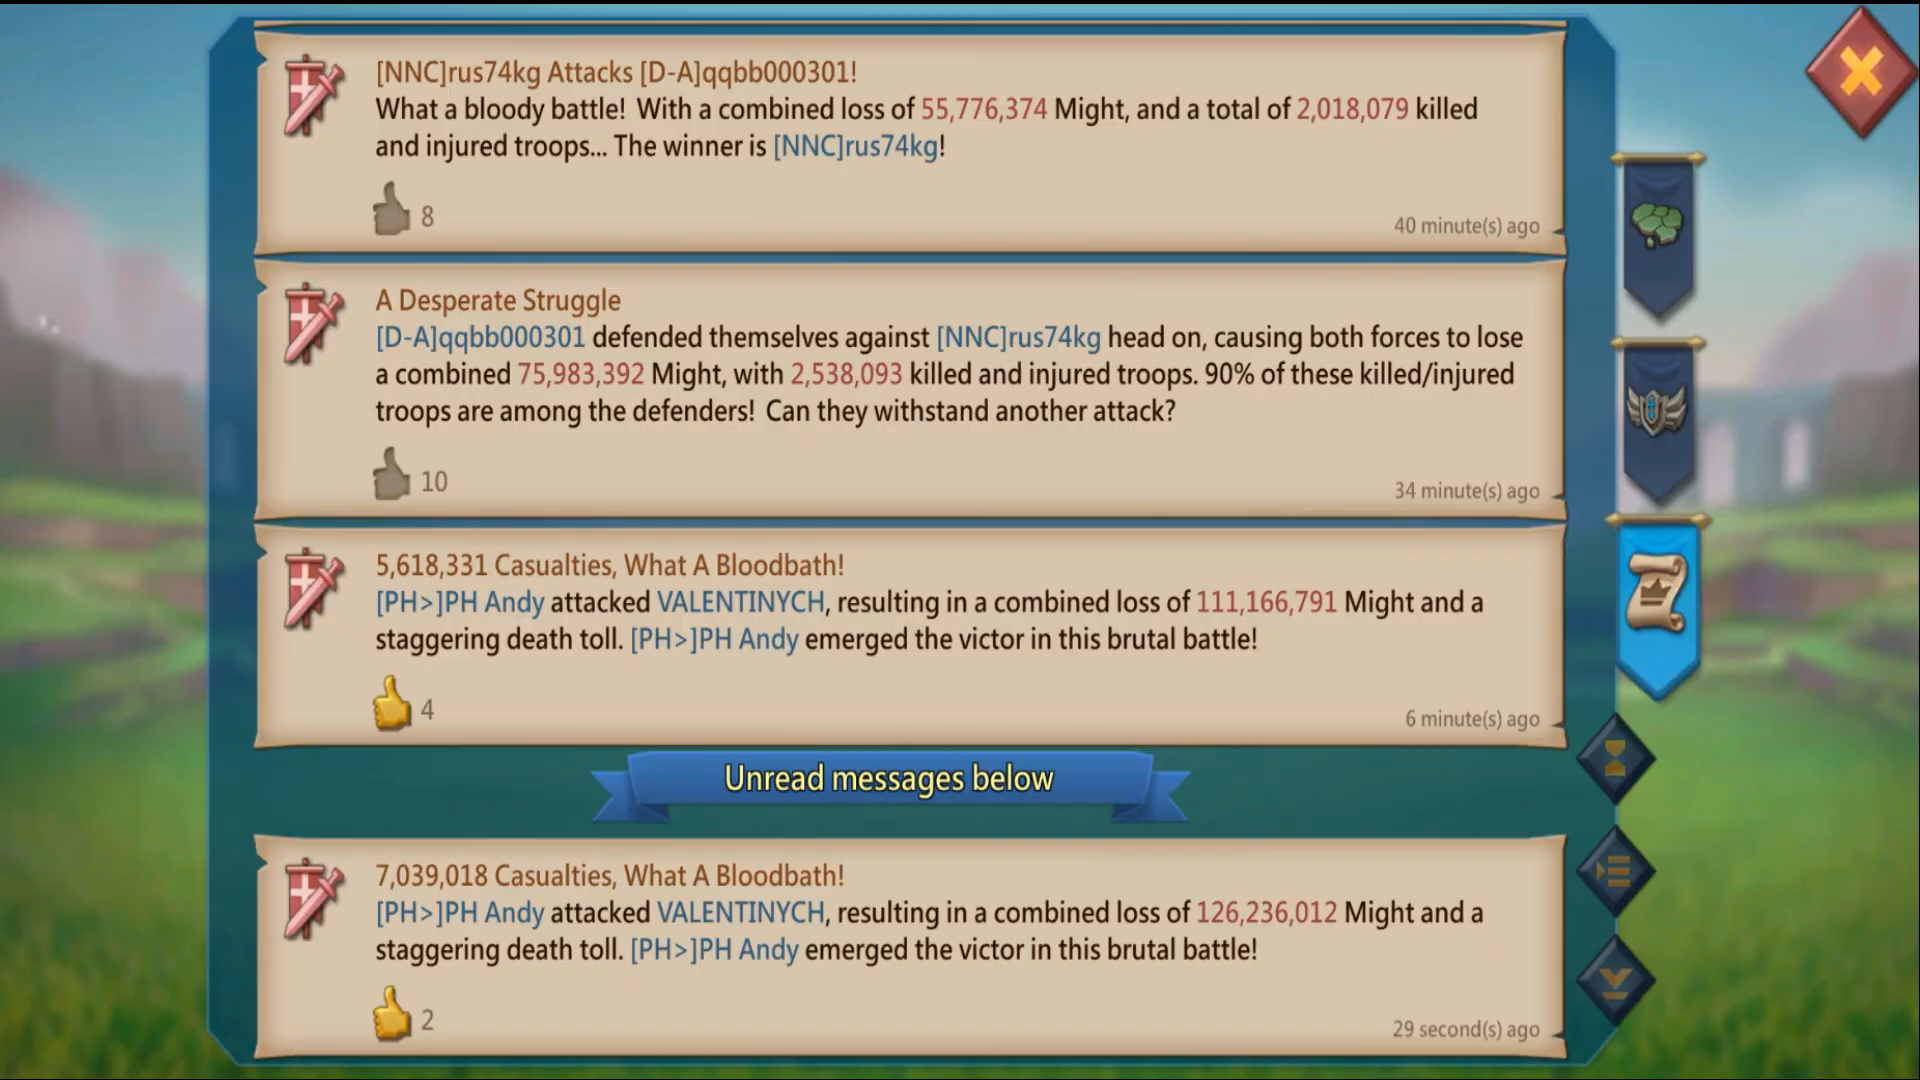 [NNC]rus74kg Attacks [D-A]qqbb000301!
What a bloody battle! With a combined loss of 55,776,374 Might, and a total of 2,018,079 killed
and injured troops... The winner is [NNC]rus74kg!
8
40 minute(s) ago
A Desperate Struggle
[D-A]qqbb000301 defended themselves against [NNC]rus74kg head on, causing both forces to lose
a combined 75,983,392 Might, with 2,538,093 killed and injured troops. 90% of these killed/injured
troops are among the defenders! Can they withstand another attack?
10
34 minute(s) ago
5,618,331 Casualties, What A Bloodbath!
[PH>]PH Andy attacked VALENTINYCH, resulting in a combined loss of 111,166,791 Might and a
staggering death toll. [PH>]PH Andy emerged the victor in this brutal battle!
4
6 minute(s) ago
Unread messages below
7,039,018 Casualties, What A Bloodbath!
[PH>]PH Andy attacked VALENTINYCH, resulting in a combined loss of 126,236,012 Might and a
staggering death toll. [PH>]PH Andy emerged the victor in this brutal battle!
2
29 second(s) ago